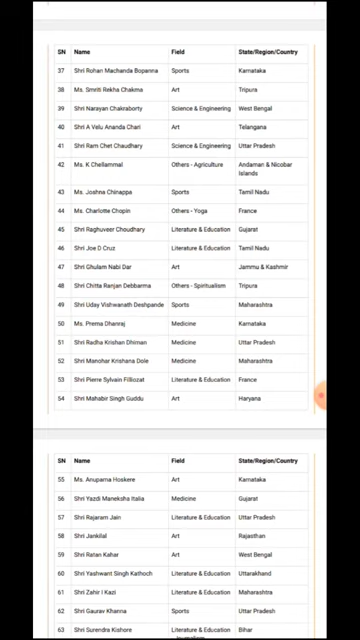 SN Name Field State/Region/Country
37 Shri Rohan Machanda Bopanna Sports Karnataka
38 Ms. Smriti Rekha Chakma Art Tripura
39 Shri Narayan Chakraborty Science & Engineering West Bengal
40 Shri A Velu Ananda Chari Art Telangana
41 Shri Ram Chet Chaudhary Science & Engineering Uttar Pradesh
42 Ms. K Chellammal Others - Agriculture Andaman & Nicobar
Islands
43 Ms. Joshna Chinappa Sports Tamil Nadu
44 Ms. Charlotte Chopin Others - Yoga France
45 Shri Raghuveer Choudhary Literature & Education Gujarat
46 Shri Joe D Cruz Literature & Education Tamil Nadu
47 Shri Ghulam Nabi Dar Art Jammu & Kashmir
48 Shri Chitta Ranjan Debbarma Others - Spiritualism Tripura
49 Shri Uday Vishwanath Deshpande Sports Maharashtra
50 Ms. Prema Dhanraj Medicine Karnataka
51 Shri Radha Krishan Dhiman Medicine Uttar Pradesh
52 Shri Manohar Krishana Dole Medicine Maharashtra
53 Shri Pierre Sylvain Filliozat Literature & Education France
54 Shri Mahabir Singh Guddu Art Haryana
SN Name Field State/Region/Country
55 Ms. Anupama Hoskere Art Karnataka
56 Shri Yazdi Maneksha Italia Medicine Gujarat
57 Shri Rajaram Jain Literature & Education Uttar Pradesh
58 Shri Jankilal Art Rajasthan
59 Shri Ratan Kahar Art West Bengal
60 Shri Yashwant Singh Kathoch Literature & Education Uttarakhand
61 Shri Zahir I Kazi Literature & Education Maharashtra
62 Shri Gaurav Khanna Sports Uttar Pradesh
63 Shri Surendra Kishore Literature & Education Bihar